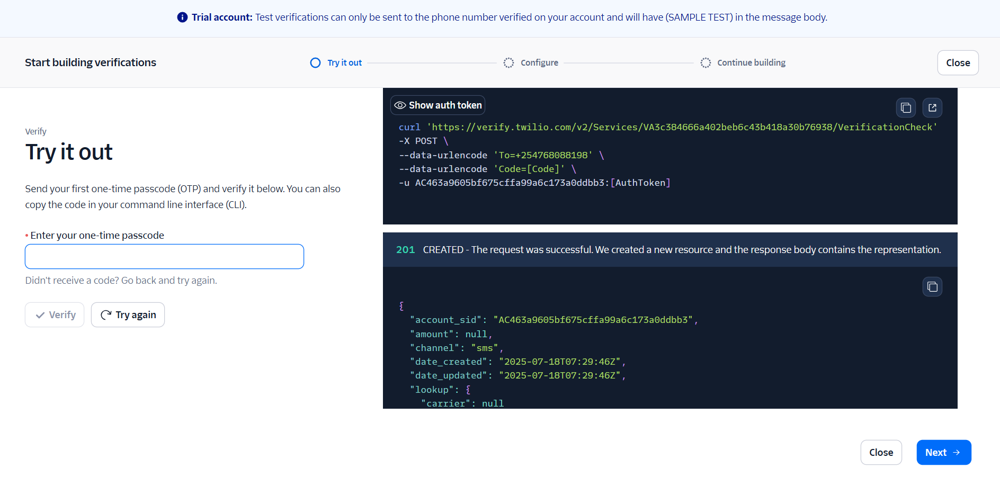 Trial account: Test verifications can only be sent to the phone number verified on your account and will have (SAMPLE TEST) in the message body.
Start building verifications
Try it out
Configure
Continue building
Close
Verify
Try it out
Send your first one-time passcode (OTP) and verify it below. You can also
copy the code in your command line interface (CLI).
• Enter your one-time passcode
Didn't receive a code? Go back and try again.
Verify
Try again
Show auth token
curl 'https://verify.twilio.com/v2/Services/VA3c384666a402beb6c43b418a30b76938/VerificationCheck'
-X POST \
--data-urlencode 'To=+254768088198' \
--data-urlencode 'Code=[Code]' \
-u AC463a9605bf675cffa99a6c173a0ddbb3:[AuthToken]
201 CREATED - The request was successful. We created a new resource and the response body contains the representation.
{
"account_sid": "AC463a9605bf675cffa99a6c173a0ddbb3",
"amount": null,
"channel": "sms",
"date_created": "2025-07-18T07:29:46Z",
"date_updated": "2025-07-18T07:29:46Z",
"lookup": {
"carrier": null
Close
Next →